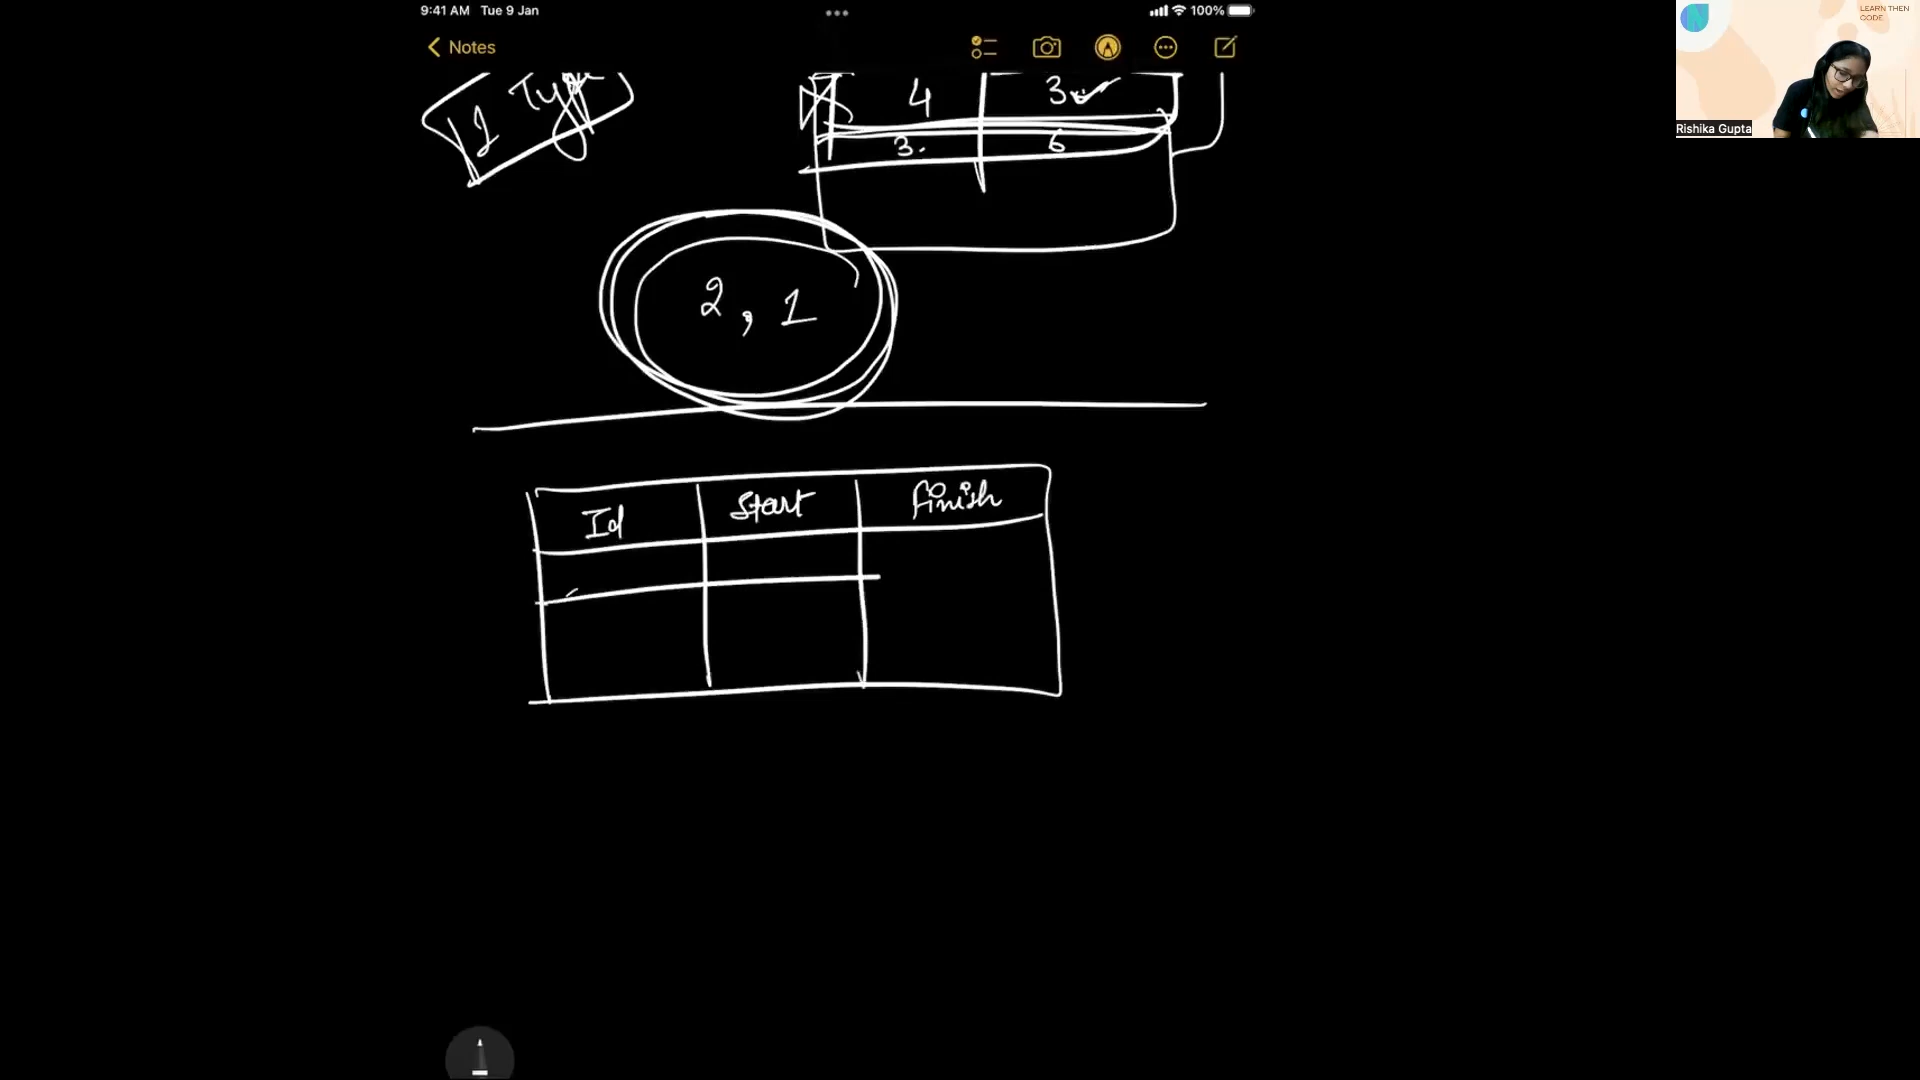 9:41 AM Tue 9 Jan
100%
Notes
LEARN THEN
CODE
Rishika Gupta
4 3
3. 6
2, 1
Id Start finish